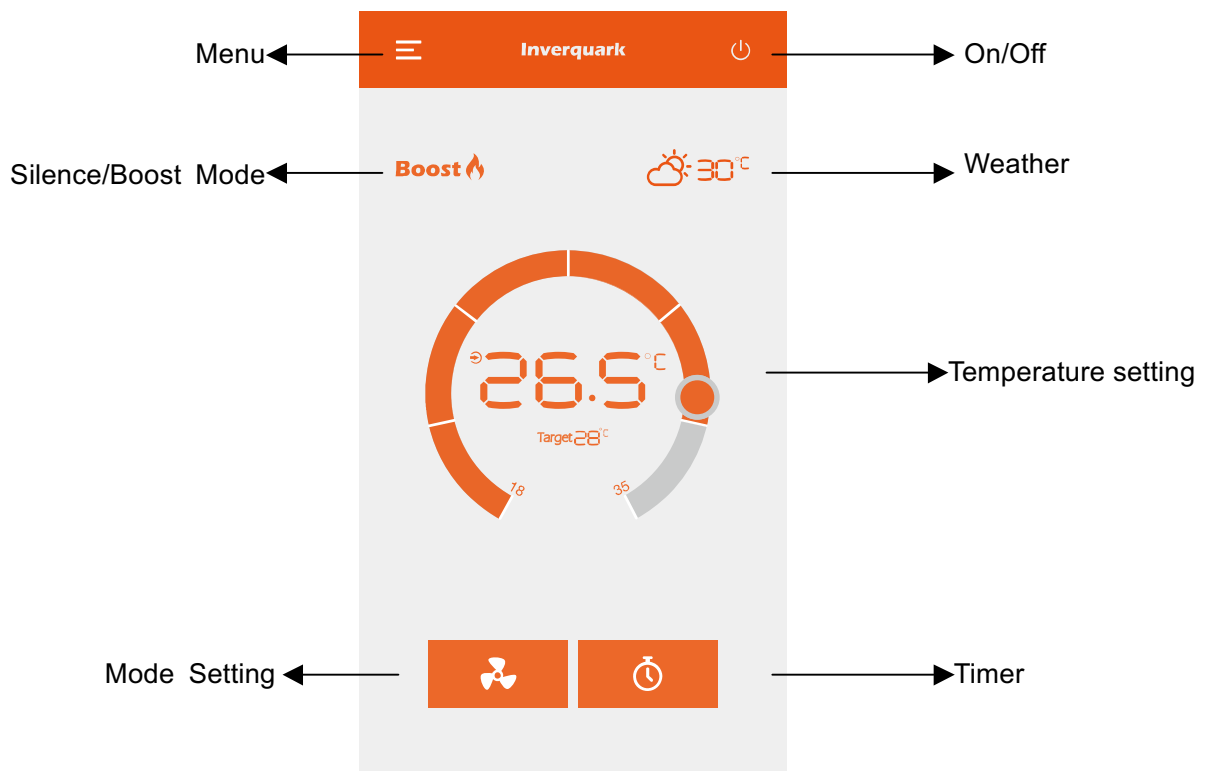 Menu
Inverquark
On/Off
Silence/Boost Mode
Boost
30°C
Weather
26.5°C
Target 28°C
Temperature setting
18
35
Mode Setting
Timer